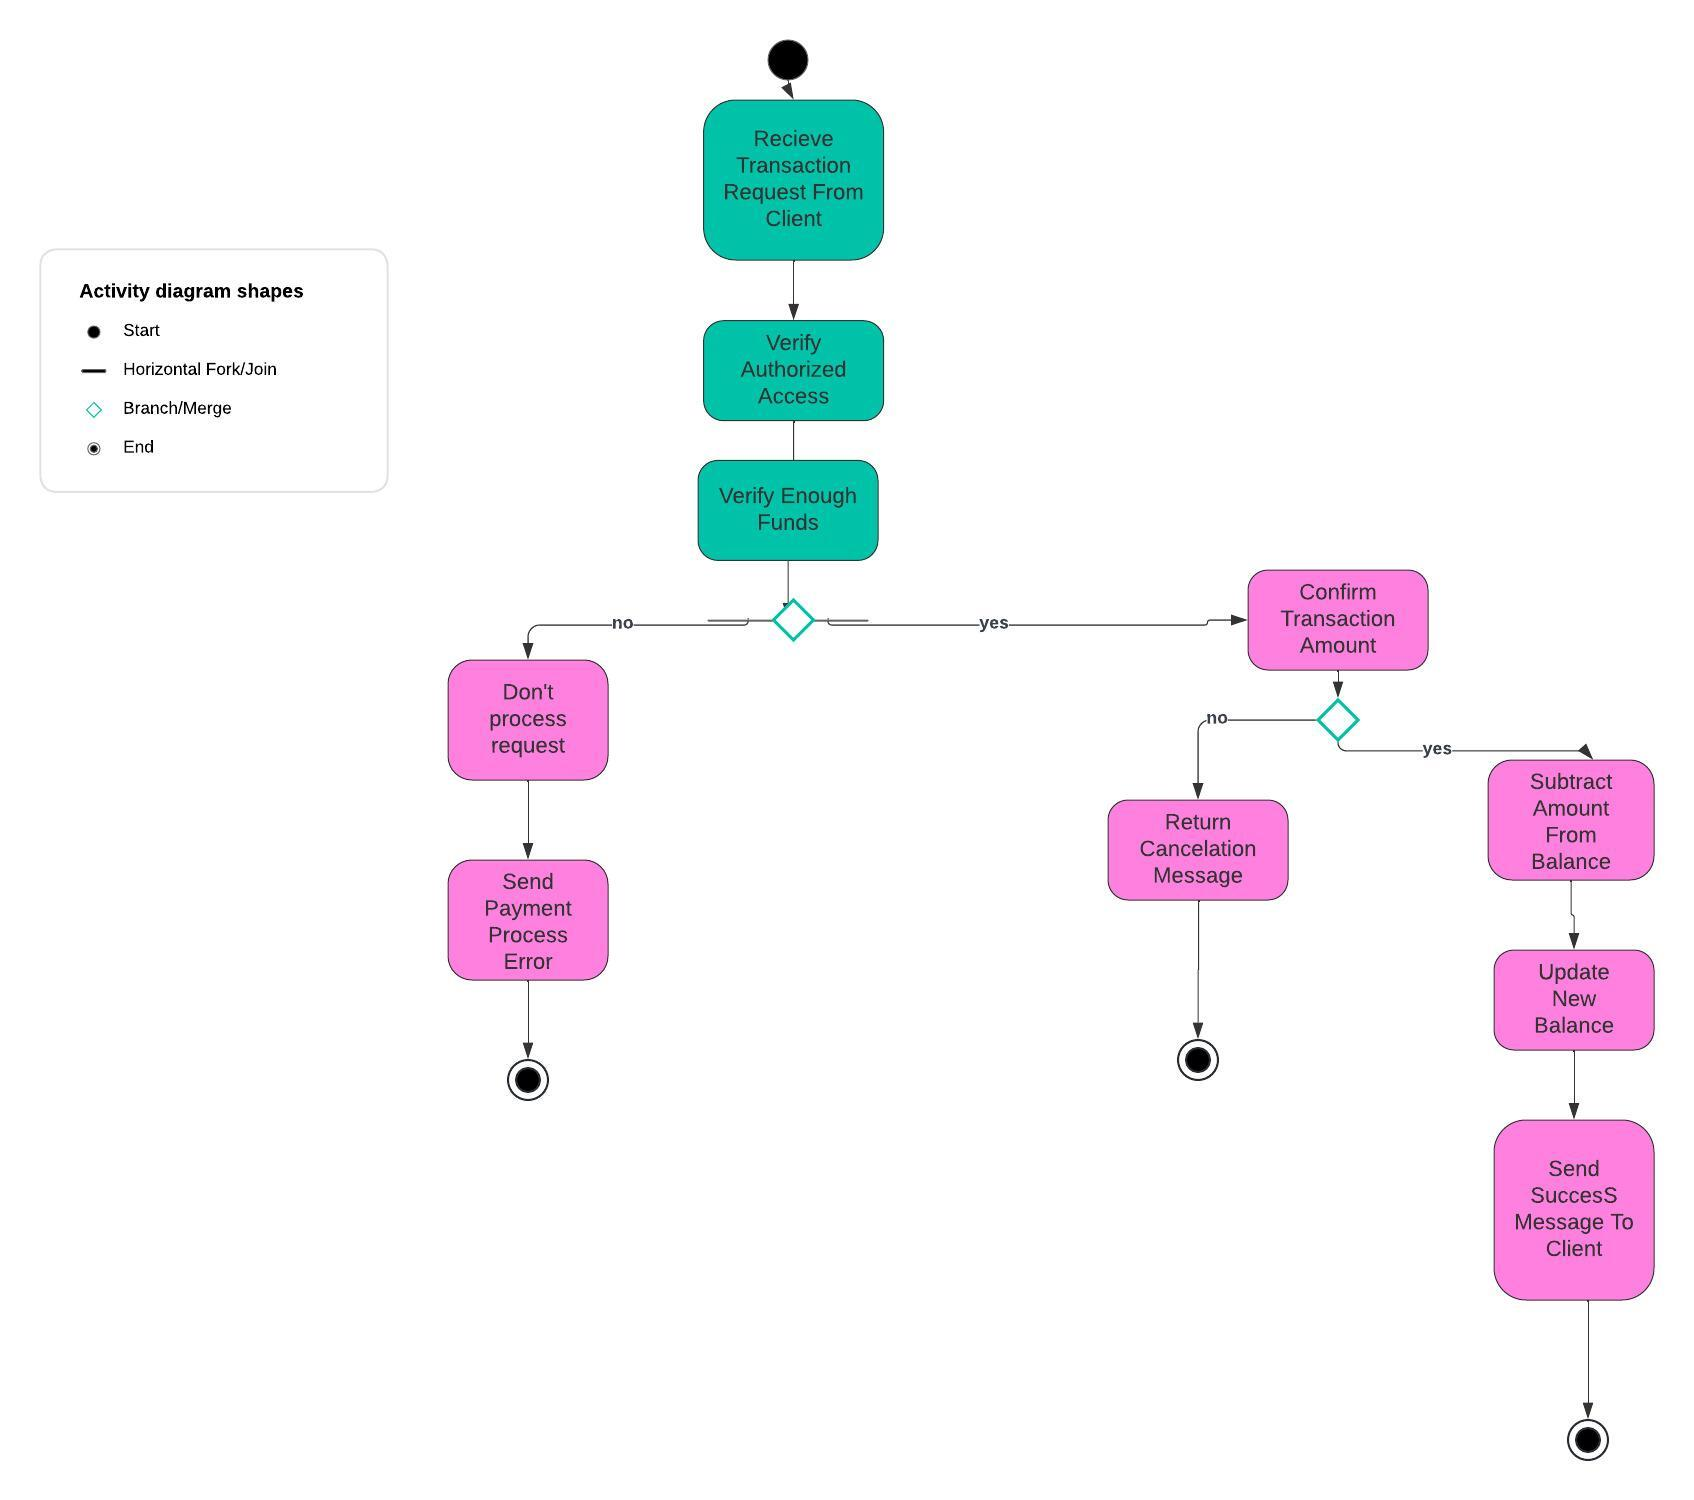 Recieve
Transaction
Request From
Client
Activity diagram shapes
Start
Horizontal Fork/Join
Branch/Merge
End
Verify
Authorized
Access
Verify Enough
Funds
no
yes
Confirm
Transaction
Amount
Don't
process
request
no
yes
Subtract
Amount
From
Balance
Return
Cancelation
Message
Send
Payment
Process
Error
Update
New
Balance
Send
SuccesS
Message To
Client